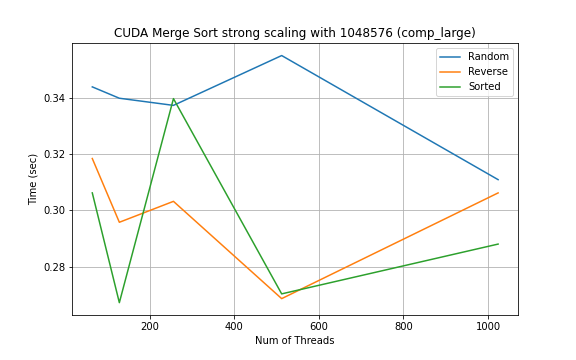 CUDA Merge Sort strong scaling with 1048576 (comp_large)
Random
Reverse
Sorted
Time (sec)
0.34
0.32
0.30
0.28
200
400
600
800
1000
Num of Threads